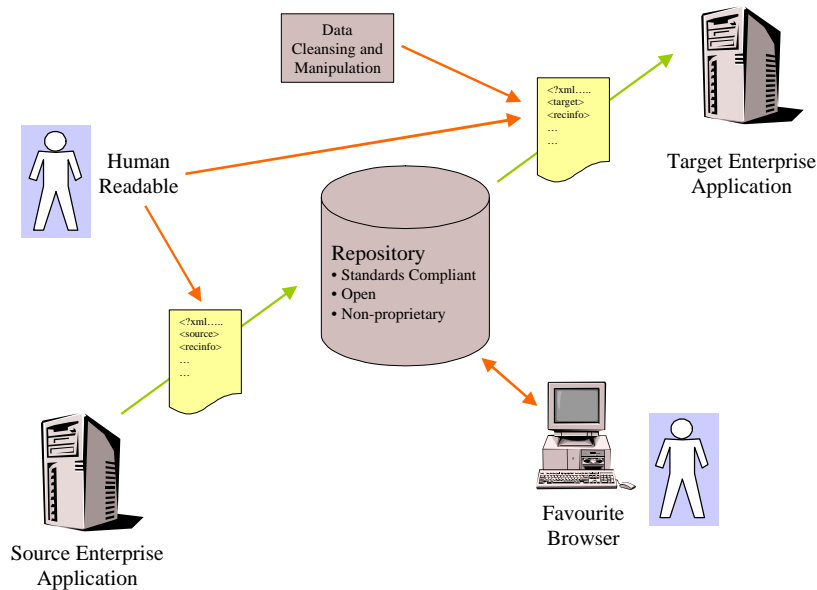 Data
Cleansing and
Manipulation
<?xml…..
<target>
<recinfo>
…
…
Target Enterprise
Application
Human
Readable
Repository
• Standards Compliant
• Open
• Non-proprietary
<?xml…..
<source>
<recinfo>
…
…
Favourite
Browser
Source Enterprise
Application